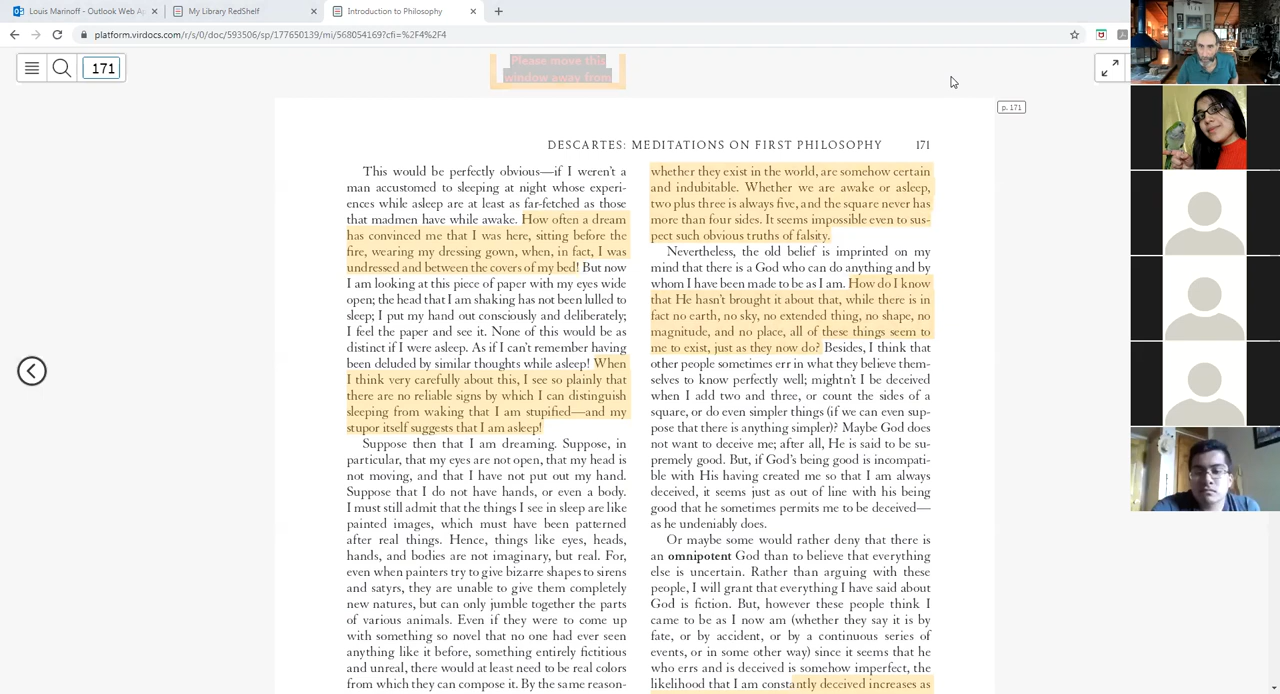 Louis Marinoff - Outlook Web Ap
My Library RedShelf
Introduction to Philosophy
platform.virdocs.com/r/s/0/doc/593506/sp/177650139/mi/568054169?cfi=%2F4%2F4
171
Please move this
window away from
p. 171
DESCARTES: MEDITATIONS ON FIRST PHILOSOPHY 171
This would be perfectly obvious—if I weren't a
man accustomed to sleeping at night whose experi-
ences while asleep are at least as far-fetched as those
that madmen have while awake. How often a dream
has convinced me that I was here, sitting before the
fire, wearing my dressing gown, when, in fact, I was
undressed and between the covers of my bed! But now
I am looking at this piece of paper with my eyes wide
open; the head that I am shaking has not been lulled to
sleep; I put my hand out consciously and deliberately;
I feel the paper and see it. None of this would be as
distinct if I were asleep. As if I can't remember having
been deluded by similar thoughts while asleep! When
I think very carefully about this, I see so plainly that
there are no reliable signs by which I can distinguish
sleeping from waking that I am stupified—and my
stupor itself suggests that I am asleep!
Suppose then that I am dreaming. Suppose, in
particular, that my eyes are not open, that my head is
not moving, and that I have not put out my hand.
Suppose that I do not have hands, or even a body.
I must still admit that the things I see in sleep are like
painted images, which must have been patterned
after real things. Hence, things like eyes, heads,
hands, and bodies are not imaginary, but real. For,
even when painters try to give bizarre shapes to sirens
and satyrs, they are unable to give them completely
new natures, but can only jumble together the parts
of various animals. Even if they were to come up
with something so novel that no one had ever seen
anything like it before, something entirely fictitious
and unreal, there would at least need to be real colors
from which they can compose it. By the same reason-
whether they exist in the world, are somehow certain
and indubitable. Whether we are awake or asleep,
two plus three is always five, and the square never has
more than four sides. It seems impossible even to sus-
pect such obvious truths of falsity.
Nevertheless, the old belief is imprinted on my
mind that there is a God who can do anything and by
whom I have been made to be as I am. How do I know
that He hasn't brought it about that, while there is in
fact no earth, no sky, no extended thing, no shape, no
magnitude, and no place, all of these things seem to
me to exist, just as they now do? Besides, I think that
other people sometimes err in what they believe them-
selves to know perfectly well; mightn't I be deceived
when I add two and three, or count the sides of a
square, or do even simpler things (if we can even sup-
pose that there is anything simpler)? Maybe God does
not want to deceive me; after all, He is said to be su-
premely good. But, if God's being good is incompati-
ble with His having created me so that I am always
deceived, it seems just as out of line with his being
good that he sometimes permits me to be deceived—
as he undeniably does.
Or maybe some would rather deny that there is
an omnipotent God than to believe that everything
else is uncertain. Rather than arguing with these
people, I will grant that everything I have said about
God is fiction. But, however these people think I
came to be as I now am (whether they say it is by
fate, or by accident, or by a continuous series of
events, or in some other way) since it seems that he
who errs and is deceived is somehow imperfect, the
likelihood that I am constantly deceived increases as